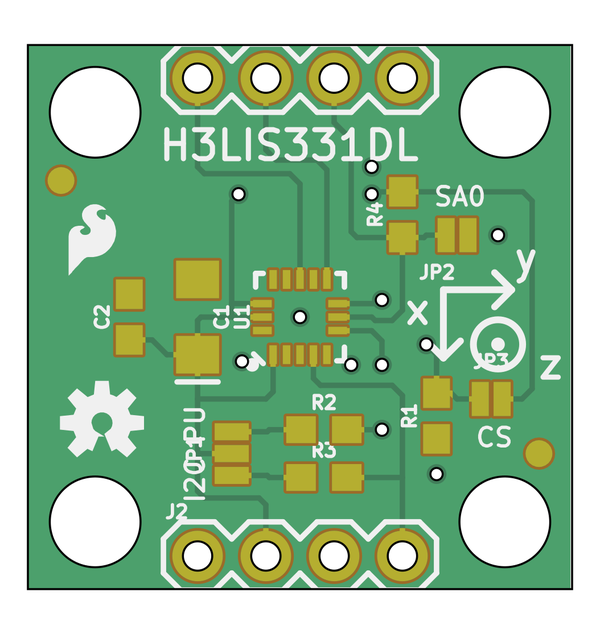 H3LIS331DL
SA0
R4
JP2
y
x
C2
C1
U1
JP3
z
R2
R1
I2C PU
JP1
R3
CS
J2